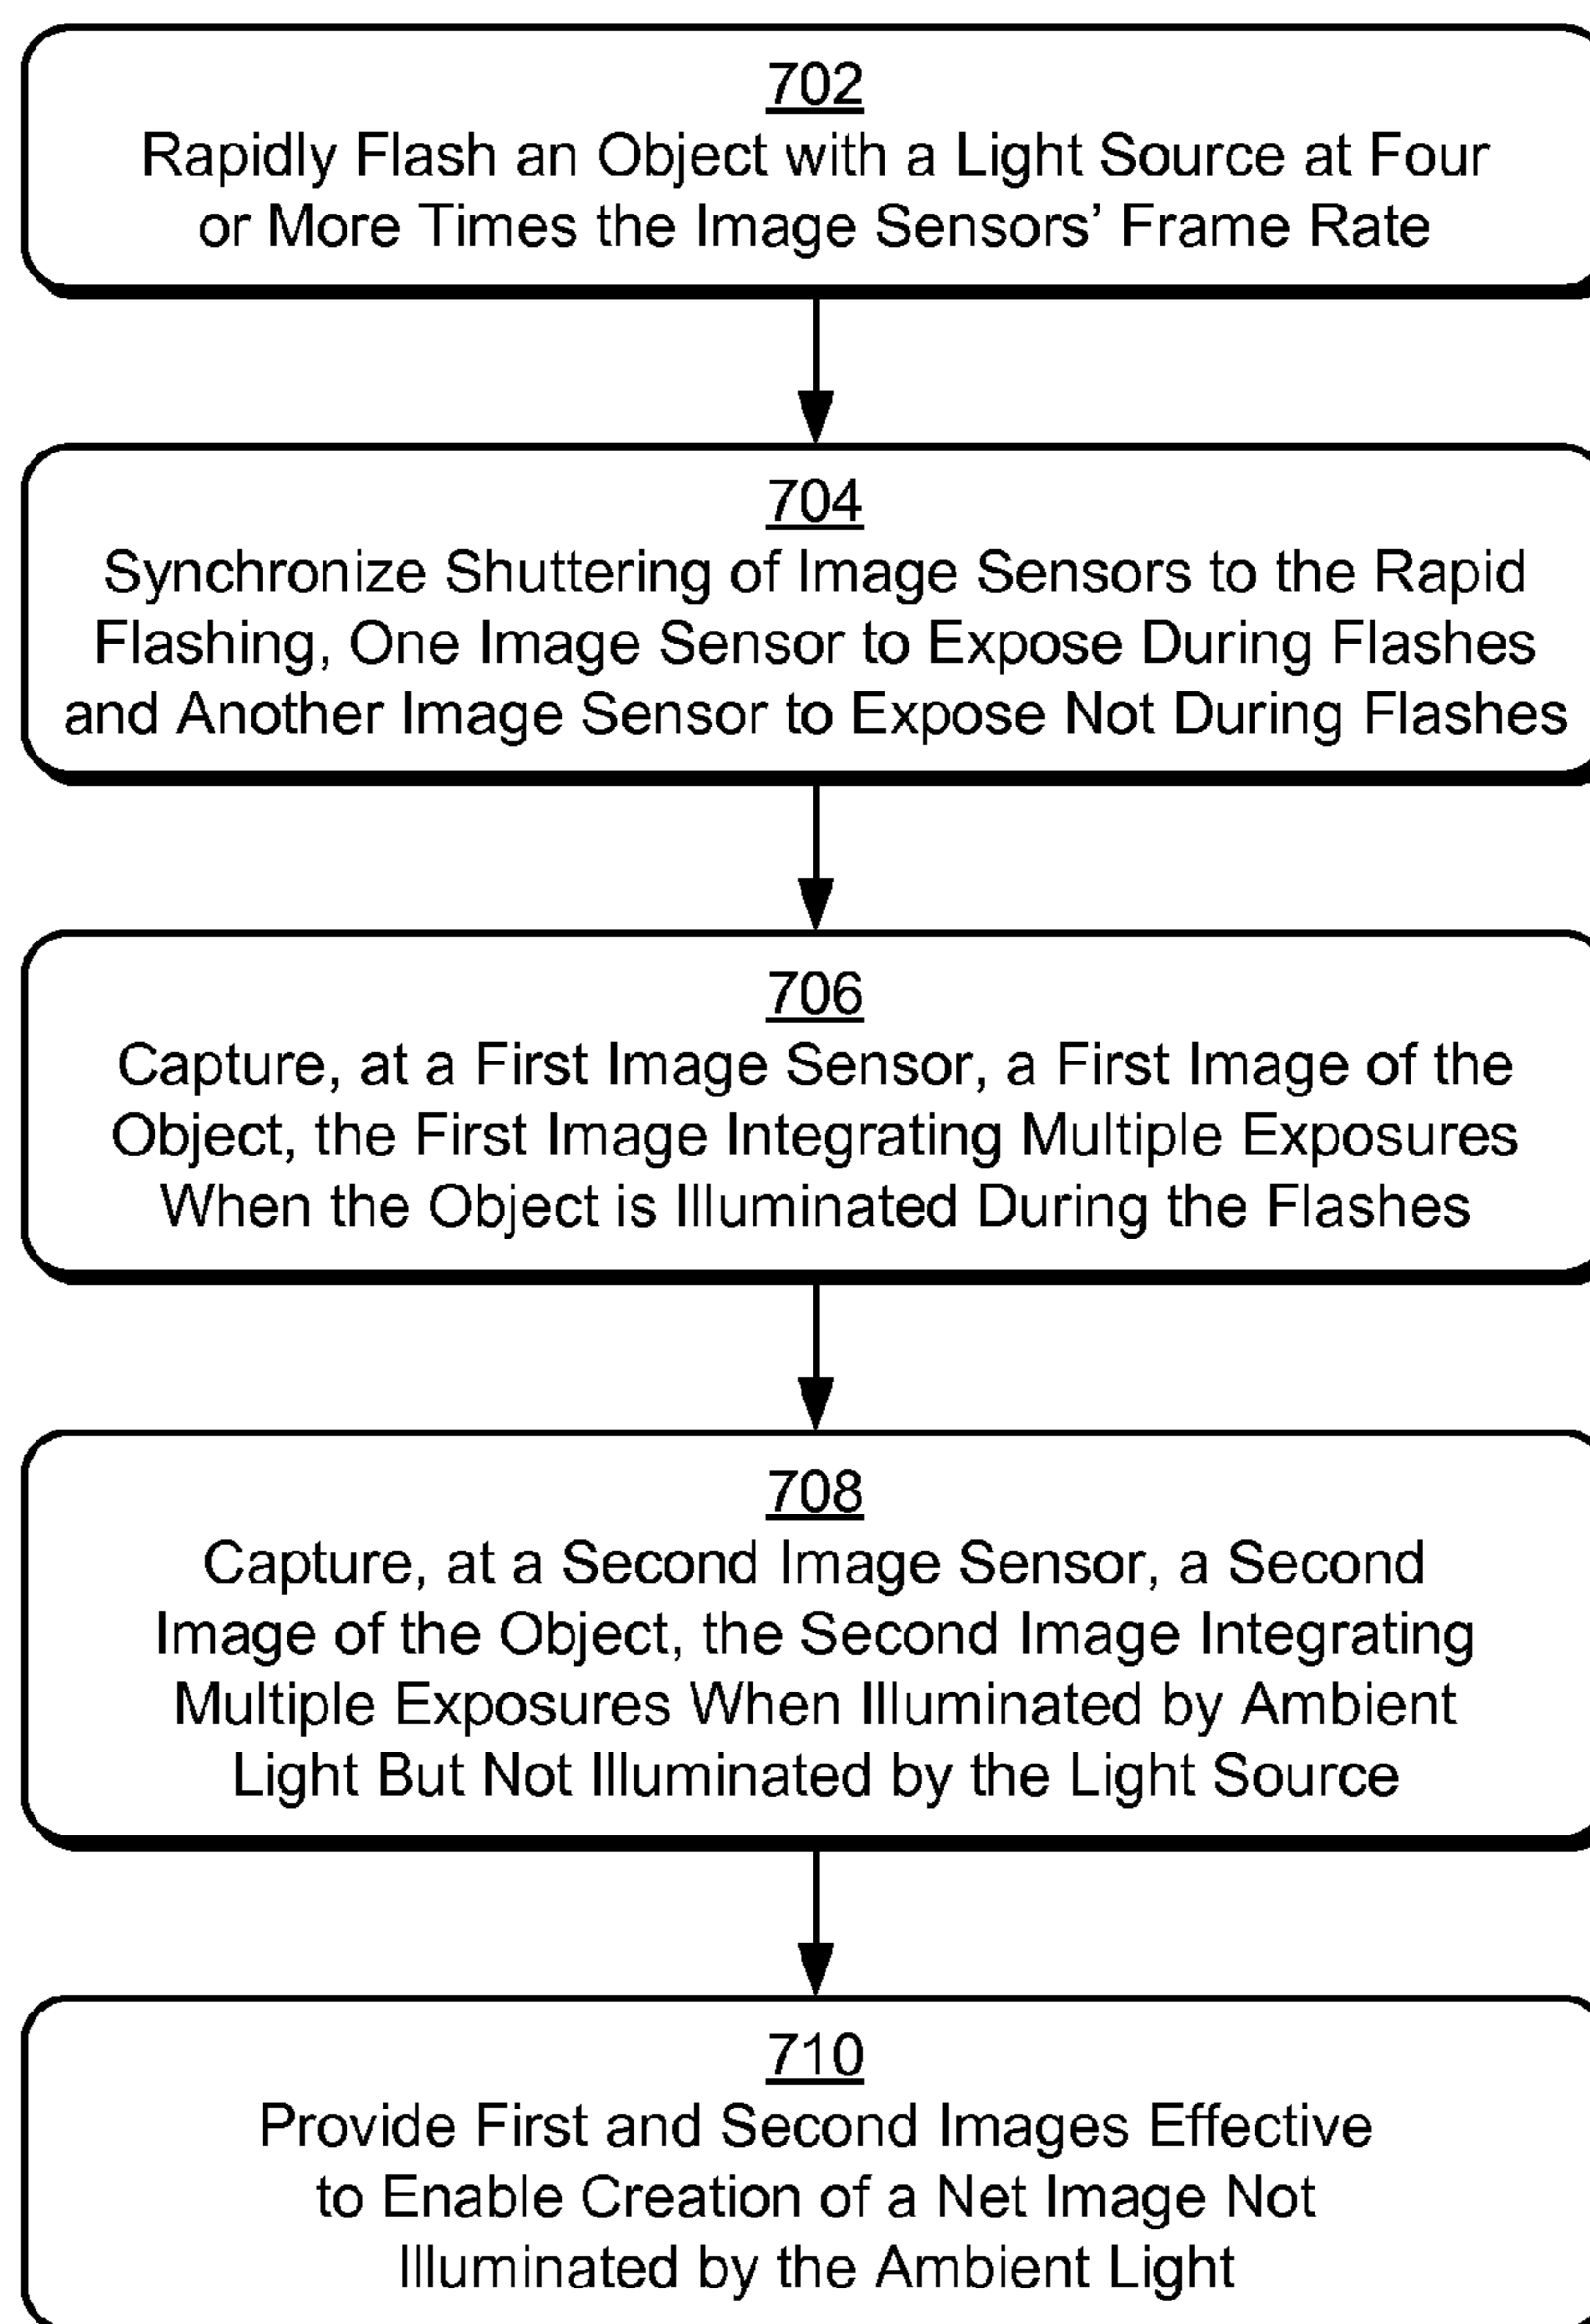 702
Rapidly Flash an Object with a Light Source at Four
or More Times the Image Sensors’ Frame Rate
704
Synchronize Shuttering of Image Sensors to the Rapid
Flashing, One Image Sensor to Expose During Flashes
and Another Image Sensor to Expose Not During Flashes
706
Capture, at a First Image Sensor, a First Image of the
Object, the First Image Integrating Multiple Exposures
When the Object is Illuminated During the Flashes
708
Capture, at a Second Image Sensor, a Second
Image of the Object, the Second Image Integrating
Multiple Exposures When Illuminated by Ambient
Light But Not Illuminated by the Light Source
710
Provide First and Second Images Effective
to Enable Creation of a Net Image Not
Illuminated by the Ambient Light